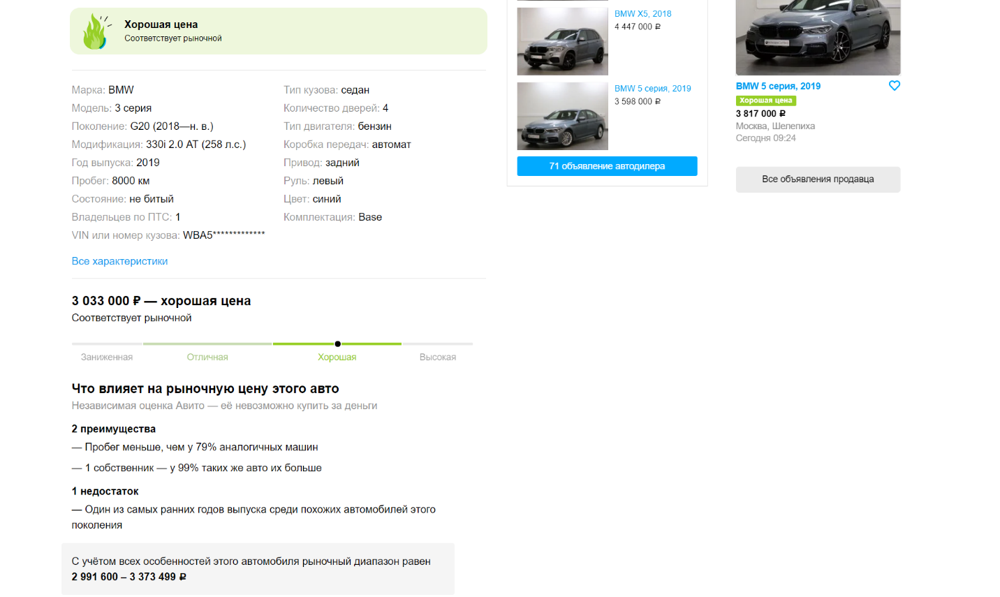 Хорошая цена
Соответствует рыночной
Марка: BMW
Модель: 3 серия
Поколение: G20 (2018—н. в.)
Модификация: 330i 2.0 AT (258 л.с.)
Год выпуска: 2019
Пробег: 8000 км
Состояние: не битый
Владельцев по ПТС: 1
VIN или номер кузова: WBA5*************
Тип кузова: седан
Количество дверей: 4
Тип двигателя: бензин
Коробка передач: автомат
Привод: задний
Руль: левый
Цвет: синий
Комплектация: Base
Все характеристики
3 033 000 ₽ — хорошая цена
Соответствует рыночной
Заниженная
Отличная
Хорошая
Высокая
Что влияет на рыночную цену этого авто
Независимая оценка Авито — её невозможно купить за деньги
2 преимущества
— Пробег меньше, чем у 79% аналогичных машин
— 1 собственник — у 99% таких же авто их больше
1 недостаток
— Один из самых ранних годов выпуска среди похожих автомобилей этого
поколения
С учётом всех особенностей этого автомобиля рыночный диапазон равен
2 991 600 – 3 373 499 ₽
BMW X5, 2018
4 447 000 ₽
BMW 5 серия, 2019
3 598 000 ₽
71 объявление автодилера
BMW 5 серия, 2019
Хорошая цена
3 817 000 ₽
Москва, Шелепиха
Сегодня 09:24
Все объявления продавца